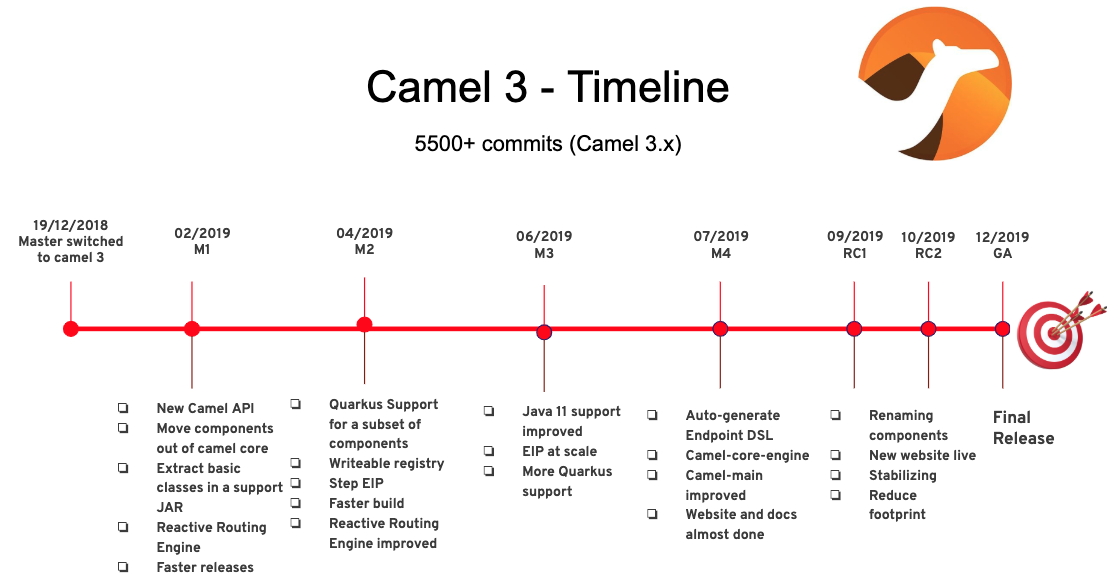 Camel 3 - Timeline
5500+ commits (Camel 3.x)
19/12/2018
Master switched
to camel 3
02/2019
M1
04/2019
M2
06/2019
M3
07/2019
M4
09/2019
RC1
10/2019
RC2
12/2019
GA
New Camel API
Move components
out of camel core
Extract basic
classes in a support
JAR
Reactive Routing
Engine
Faster releases
Quarkus Support
for a subset of
components
Writeable registry
Step EIP
Faster build
Reactive Routing
Engine improved
Java 11 support
improved
EIP at scale
More Quarkus
support
Auto-generate
Endpoint DSL
Camel-core-engine
Camel-main
improved
Website and docs
almost done
Renaming
components
New website live
Stabilizing
Reduce
footprint
Final
Release